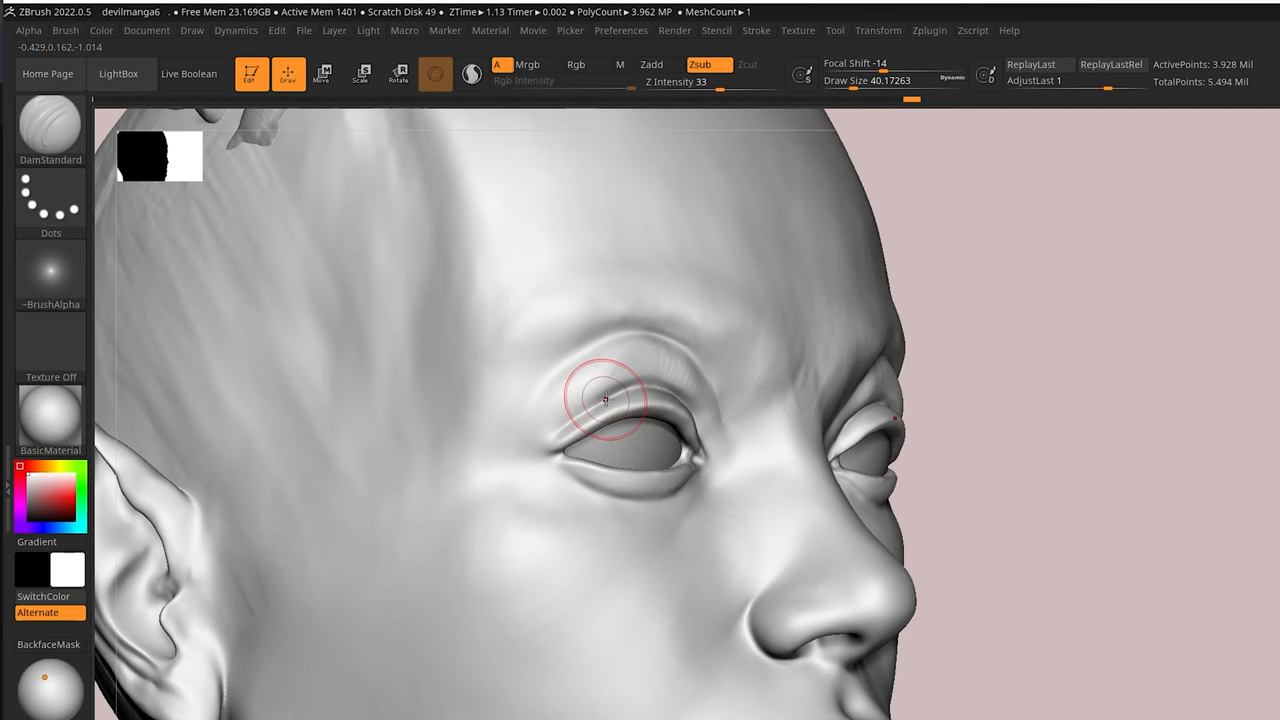 ZBrush 2022.0.5 devilmanga6 . ● Free Mem 23.169GB ● Active Mem 1401 ● Scratch Disk 49 ● ZTime▶1.13 Timer▶0.002 ● PolyCount▶3.962 MP ● MeshCount▶1
Alpha Brush Color Document Draw Dynamics Edit File Layer Light Macro Marker Material Movie Picker Preferences Render Stencil Stroke Texture Tool Transform Zplugin Zscript Help
-0.429,0.162,-1.014
Home Page LightBox Live Boolean Edit Draw Move Scale Rotate A Mrgb Rgb M Zadd Zsub Zcut Focal Shift -14 ReplayLast ReplayLastRel ActivePoints: 3.928 Mil
Rgb Intensity Z Intensity 33 S Draw Size 40.17263 Dynamic D AdjustLast 1 TotalPoints: 5.494 Mil
DamStandard
Dots
~BrushAlpha
Texture Off
BasicMaterial
Gradient
SwitchColor
Alternate
BackfaceMask